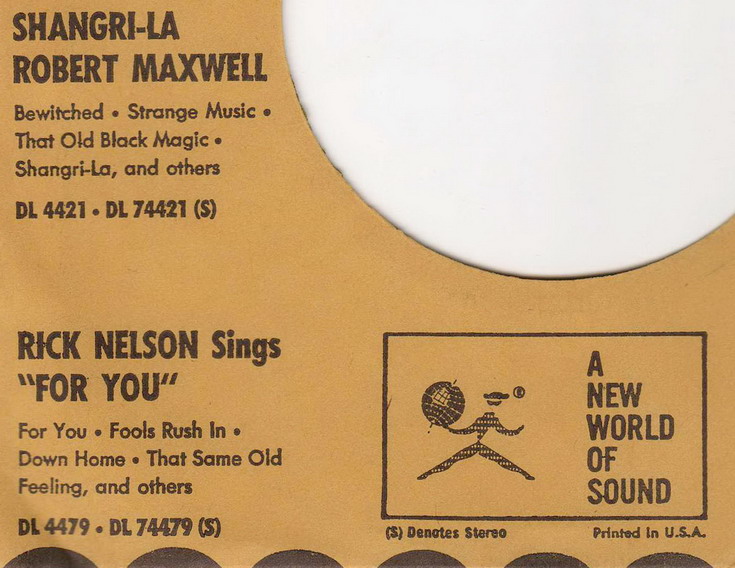 SHANGRI-LA
ROBERT MAXWELL
Bewitched • Strange Music •
That Old Black Magic •
Shangri-La, and others
DL 4421 • DL 74421 (S)
RICK NELSON Sings
"FOR YOU"
For You • Fools Rush In •
Down Home • That Same Old
Feeling, and others
DL 4479 • DL 74479 (S)
®
A
NEW
WORLD
OF
SOUND
(S) Denotes Stereo
Printed In U.S.A.